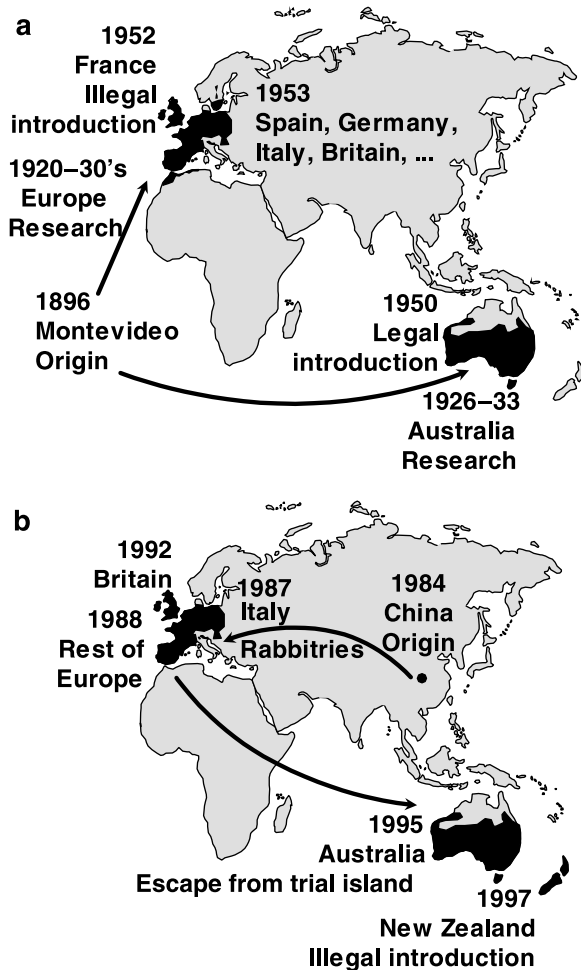 a
1952
France
Illegal
introduction
1953
Spain, Germany,
Italy, Britain, ...
1920–30's
Europe
Research
1896
Montevideo
Origin
1950
Legal
introduction
1926–33
Australia
Research
b
1992
Britain
1988
Rest of
Europe
1987
Italy
Rabbitries
1984
China
Origin
1995
Australia
Escape from trial island
1997
New Zealand
Illegal introduction